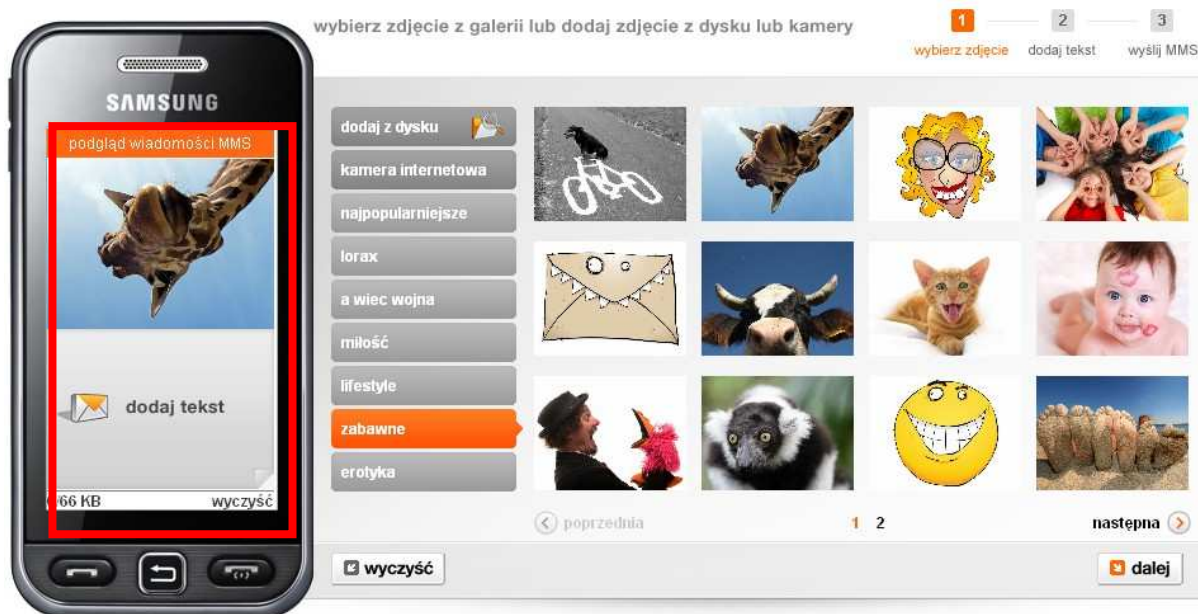 wybierz zdjęcie z galerii lub dodaj zdjęcie z dysku lub kamery
1 2 3
wybierz zdjęcie dodaj tekst wyślij MMS
SAMSUNG
podgląd wiadomości MMS
dodaj tekst
/66 KB wyczyść
dodaj z dysku
kamera internetowa
najpopularniejsze
lorax
a wiec wojna
miłość
lifestyle
zabawne
erotyka
poprzednia 1 2 następna
wyczyść dalej